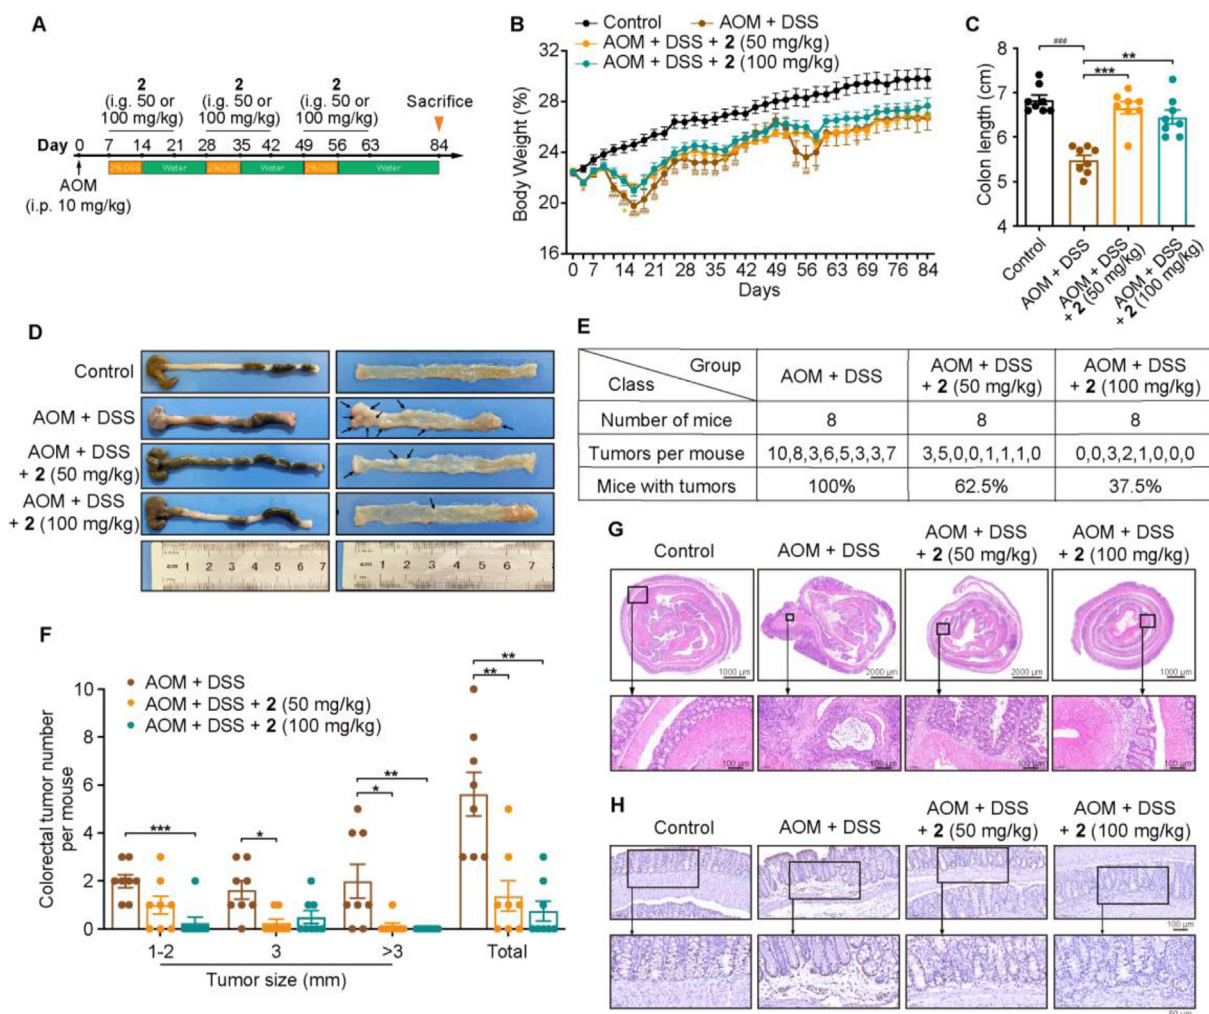 A
2
(i.g. 50 or
100 mg/kg)
2
(i.g. 50 or
100 mg/kg)
2
(i.g. 50 or
100 mg/kg)
Sacrifice
Day 0 7 14 21 28 35 42 49 56 63 84
2% DSS Water 2% DSS Water 2% DSS Water
AOM
(i.p. 10 mg/kg)
B
Control AOM + DSS
AOM + DSS + 2 (50 mg/kg)
AOM + DSS + 2 (100 mg/kg)
Body Weight (%)
32
28
24
20
16
0 7 14 21 28 35 42 49 56 63 69 76 84
Days
C
Colon length (cm)
8
7
6
5
4
###
***
**
Control
AOM + DSS
AOM + DSS
+ 2 (50 mg/kg)
AOM + DSS
+ 2 (100 mg/kg)
D
Control
AOM + DSS
AOM + DSS
+ 2 (50 mg/kg)
AOM + DSS
+ 2 (100 mg/kg)
cm 1 2 3 4 5 6 7
cm 1 2 3 4 5 6 7
E
Group
Class
AOM + DSS
AOM + DSS
+ 2 (50 mg/kg)
AOM + DSS
+ 2 (100 mg/kg)
Number of mice 8 8 8
Tumors per mouse 10,8,3,6,5,3,3,7 3,5,0,0,1,1,1,0 0,0,3,2,1,0,0,0
Mice with tumors 100% 62.5% 37.5%
F
AOM + DSS
AOM + DSS + 2 (50 mg/kg)
AOM + DSS + 2 (100 mg/kg)
Colorectal tumor number
per mouse
10
8
6
4
2
0
***
*
**
*
**
**
1-2 3 >3 Total
Tumor size (mm)
G
Control
AOM + DSS
AOM + DSS
+ 2 (50 mg/kg)
AOM + DSS
+ 2 (100 mg/kg)
1000 μm
2000 μm
2000 μm
1000 μm
100 μm
100 μm
100 μm
100 μm
H
Control
AOM + DSS
AOM + DSS
+ 2 (50 mg/kg)
AOM + DSS
+ 2 (100 mg/kg)
100 μm
50 μm